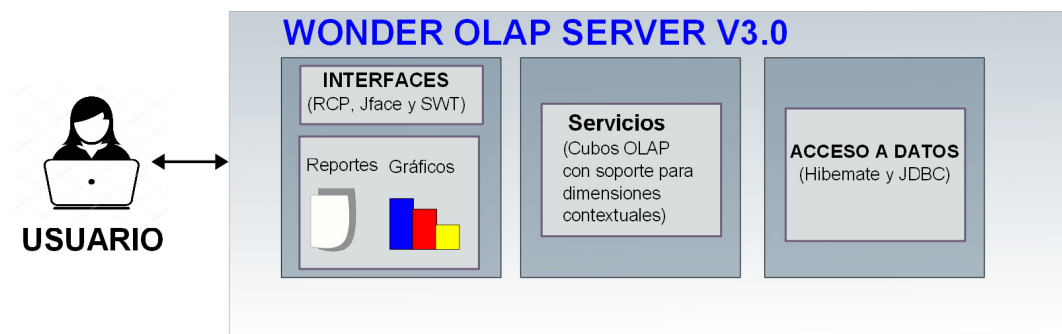 WONDER OLAP SERVER V3.0
INTERFACES
(RCP, Jface y SWT)
Reportes Gráficos
Servicios
(Cubos OLAP
con soporte para
dimensiones
contextuales)
ACCESO A DATOS
(Hibemate y JDBC)
USUARIO